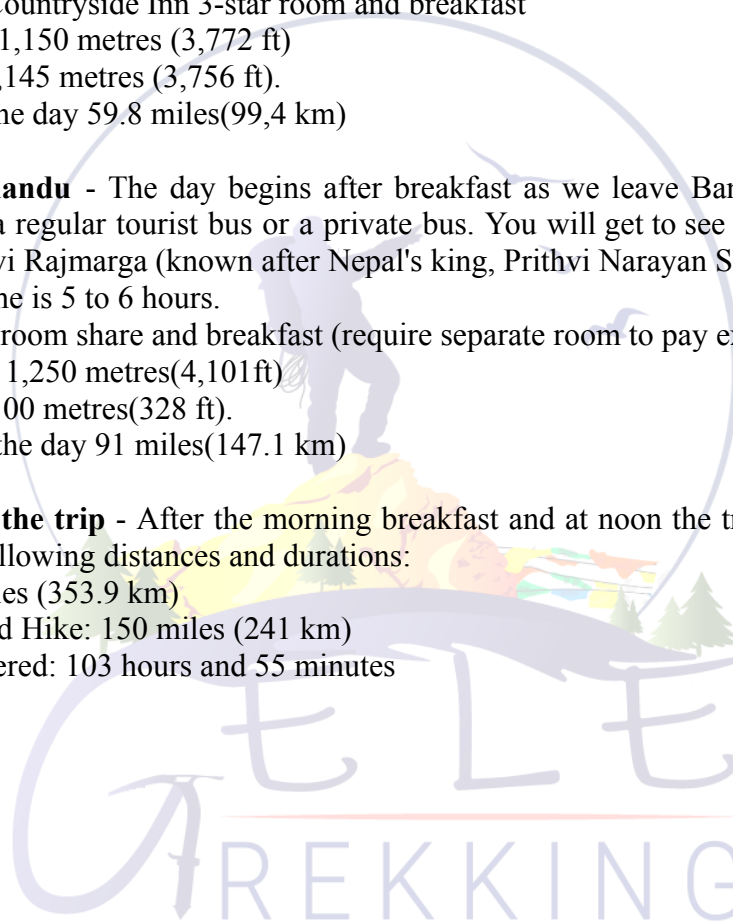 Countryside Inn 3-star room and breakfast
1,150 metres (3,772 ft)
,145 metres (3,756 ft).
he day 59.8 miles(99,4 km)
andu - The day begins after breakfast as we leave Ban
a regular tourist bus or a private bus. You will get to see
vi Rajmarga (known after Nepal's king, Prithvi Narayan S
ne is 5 to 6 hours.
room share and breakfast (require separate room to pay ex
1,250 metres(4,101ft)
00 metres(328 ft).
the day 91 miles(147.1 km)
the trip - After the morning breakfast and at noon the tr
llowing distances and durations:
les (353.9 km)
d Hike: 150 miles (241 km)
ered: 103 hours and 55 minutes
ELE
TREKKING